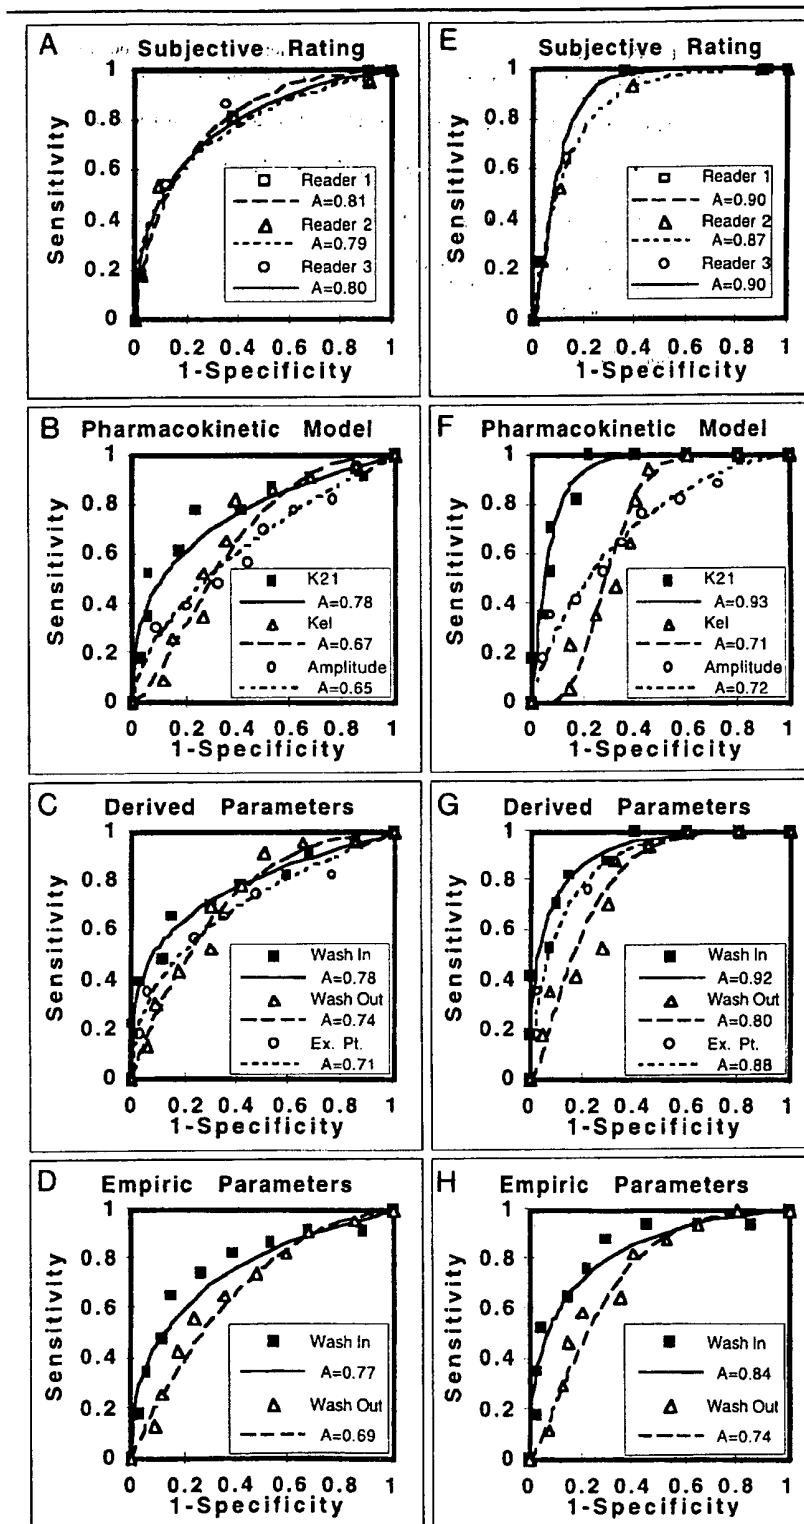 A Subjective Rating
Sensitivity
1
0.8
0.6
0.4
0.2
0
Reader 1
A=0.81
Reader 2
A=0.79
Reader 3
A=0.80
0 0.2 0.4 0.6 0.8 1
1-Specificity
E Subjective Rating
Sensitivity
1
0.8
0.6
0.4
0.2
0
Reader 1
A=0.90
Reader 2
A=0.87
Reader 3
A=0.90
0 0.2 0.4 0.6 0.8 1
1-Specificity
B Pharmacokinetic Model
Sensitivity
1
0.8
0.6
0.4
0.2
0
K21
A=0.78
Kel
A=0.67
Amplitude
A=0.65
0 0.2 0.4 0.6 0.8 1
1-Specificity
F Pharmacokinetic Model
Sensitivity
1
0.8
0.6
0.4
0.2
0
K21
A=0.93
Kel
A=0.71
Amplitude
A=0.72
0 0.2 0.4 0.6 0.8 1
1-Specificity
C Derived Parameters
Sensitivity
1
0.8
0.6
0.4
0.2
0
Wash In
A=0.78
Wash Out
A=0.74
Ex. Pt.
A=0.71
0 0.2 0.4 0.6 0.8 1
1-Specificity
G Derived Parameters
Sensitivity
1
0.8
0.6
0.4
0.2
0
Wash In
A=0.92
Wash Out
A=0.80
Ex. Pt.
A=0.88
0 0.2 0.4 0.6 0.8 1
1-Specificity
D Empiric Parameters
Sensitivity
1
0.8
0.6
0.4
0.2
0
Wash In
A=0.77
Wash Out
A=0.69
0 0.2 0.4 0.6 0.8 1
1-Specificity
H Empiric Parameters
Sensitivity
1
0.8
0.6
0.4
0.2
0
Wash In
A=0.84
Wash Out
A=0.74
0 0.2 0.4 0.6 0.8 1
1-Specificity